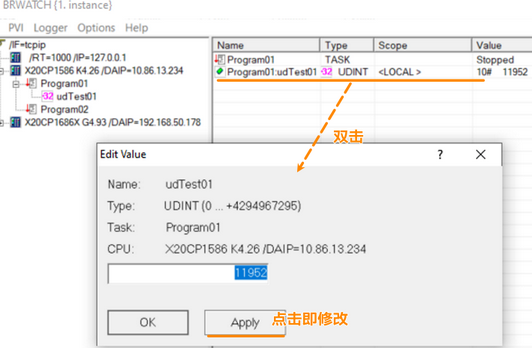 BRWATCH (1. instance)
PVI Logger Options Help
/IF=tcpip
/RT=1000 /IP=127.0.0.1
X20CP1586 K4.26 /DAIP=10.86.13.234
Program01
udTest01
Program02
X20CP1686X G4.93 /DAIP=192.168.50.178
Name Type Scope Value
Program01 TASK Stopped
Program01:udTest01 UDINT <LOCAL> 10# 11952
双击
Edit Value
Name: udTest01
Type: UDINT (0 ... +4294967295)
Task: Program01
CPU: X20CP1586 K4.26 /DAIP=10.86.13.234
11952
OK Apply 点击即修改